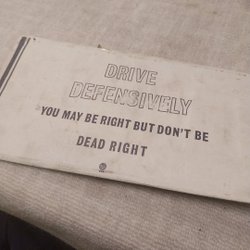 DRIVE
DEFENSIVELY
YOU MAY BE RIGHT BUT DON'T BE
DEAD RIGHT